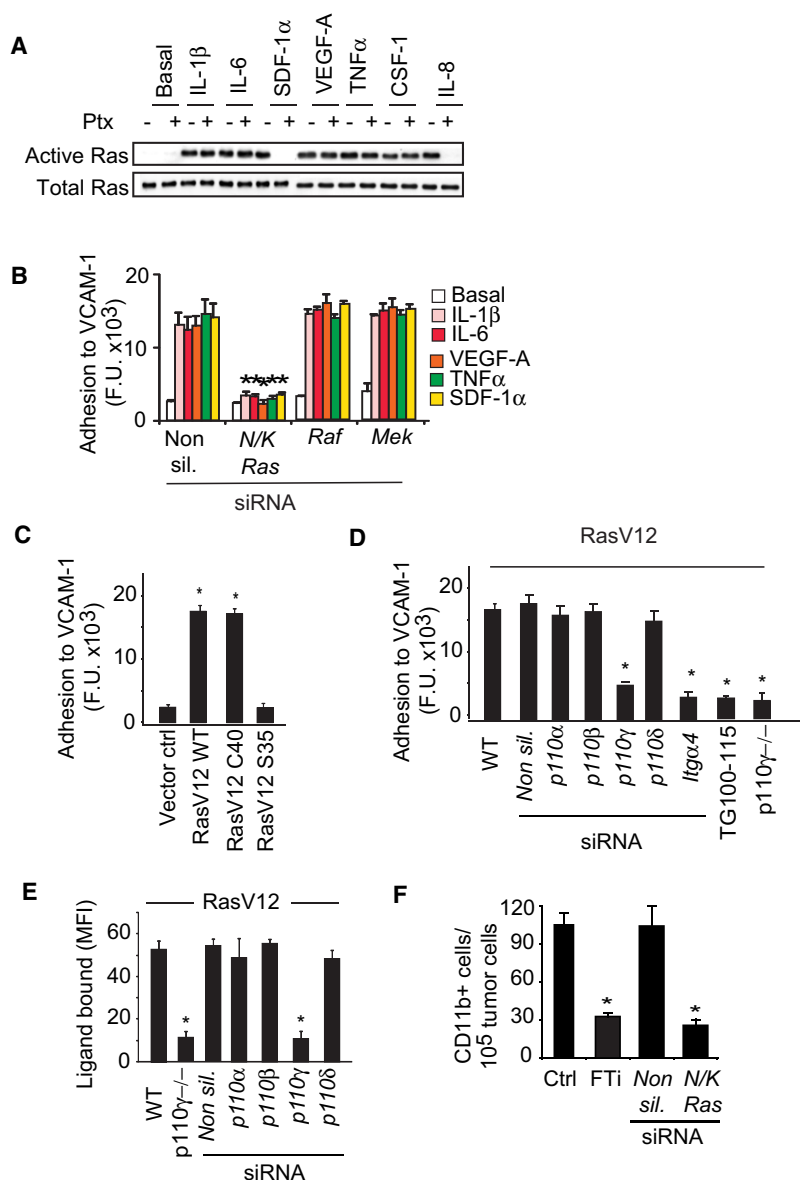 A
Basal
IL-1β
IL-6
SDF-1α
VEGF-A
TNFα
CSF-1
IL-8
Ptx - + - + - + - + - + - + - + - +
Active Ras
Total Ras
B
Adhesion to VCAM-1
(F.U. x10³)
20
10
0
****​*
Basal
IL-1β
IL-6
VEGF-A
TNFα
SDF-1α
Non
sil.
N/K
Ras
Raf
Mek
siRNA
C
Adhesion to VCAM-1
(F.U. x10³)
20
10
0
* *
Vector ctrl
RasV12 WT
RasV12 C40
RasV12 S35
D
RasV12
Adhesion to VCAM-1
(F.U. x10³)
20
10
0
* * * *
WT
Non sil.
p110α
p110β
p110γ
p110δ
Itgα4
TG100-115
p110γ–/–
siRNA
E
RasV12
Ligand bound (MFI)
60
40
20
0
* *
WT
p110γ–/–
Non sil.
p110α
p110β
p110γ
p110δ
siRNA
F
CD11b+ cells/
10⁵ tumor cells
120
90
60
30
0
* *
Ctrl
FTi
Non
sil.
N/K
Ras
siRNA